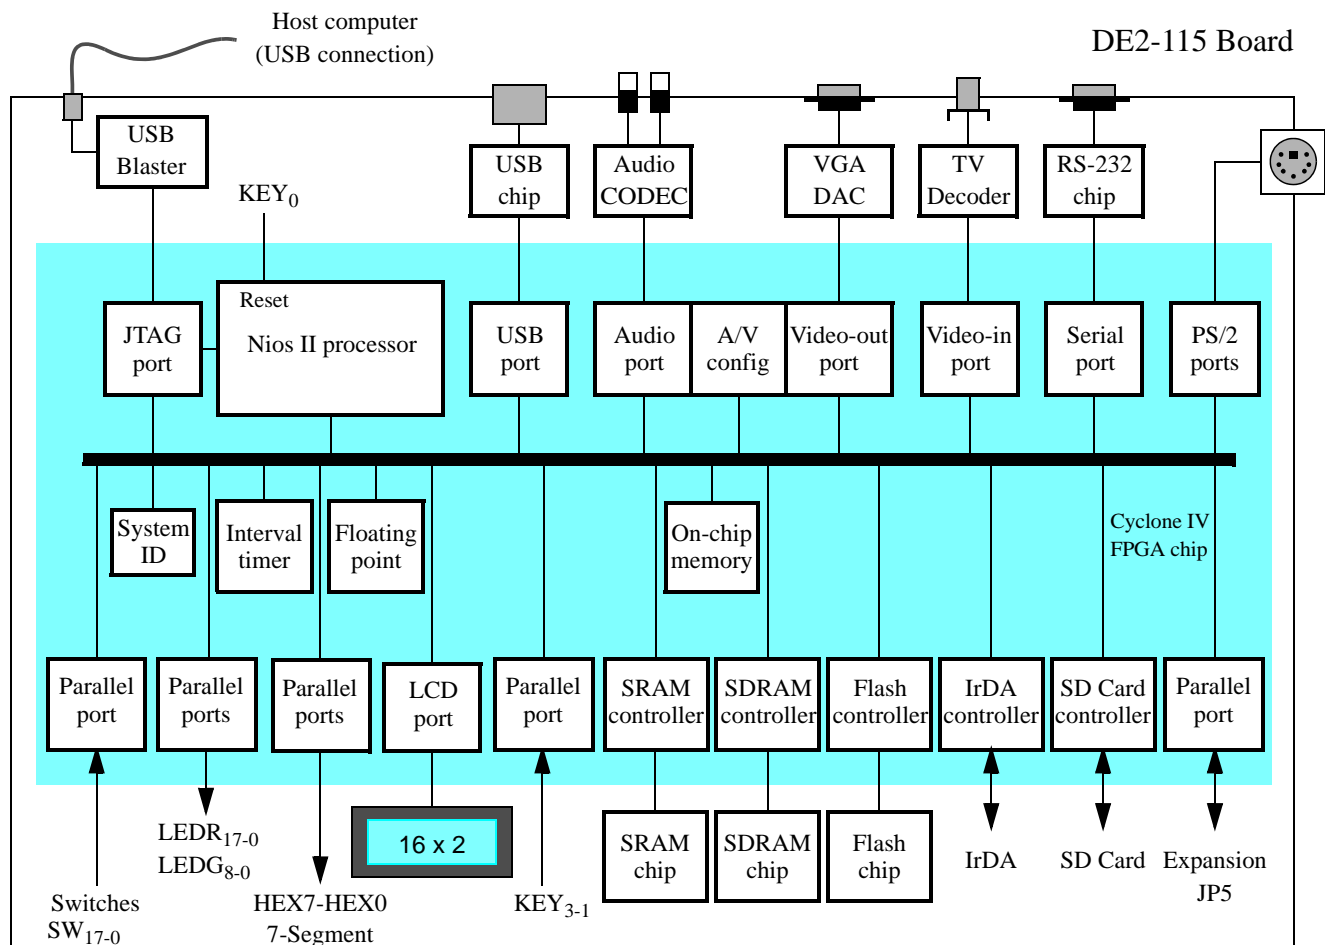 Host computer
(USB connection)
DE2-115 Board
USB
Blaster
KEY0
USB
chip
Audio
CODEC
VGA
DAC
TV
Decoder
RS-232
chip
Reset
Nios II processor
JTAG
port
USB
port
Audio
port
A/V
config
Video-out
port
Video-in
port
Serial
port
PS/2
ports
System
ID
Interval
timer
Floating
point
On-chip
memory
Cyclone IV
FPGA chip
Parallel
port
Parallel
ports
Parallel
ports
LCD
port
Parallel
port
SRAM
controller
SDRAM
controller
Flash
controller
IrDA
controller
SD Card
controller
Parallel
port
16 x 2
LEDR17-0
LEDG8-0
SRAM
chip
SDRAM
chip
Flash
chip
IrDA
SD Card
Expansion
JP5
Switches
SW17-0
HEX7-HEX0
7-Segment
KEY3-1